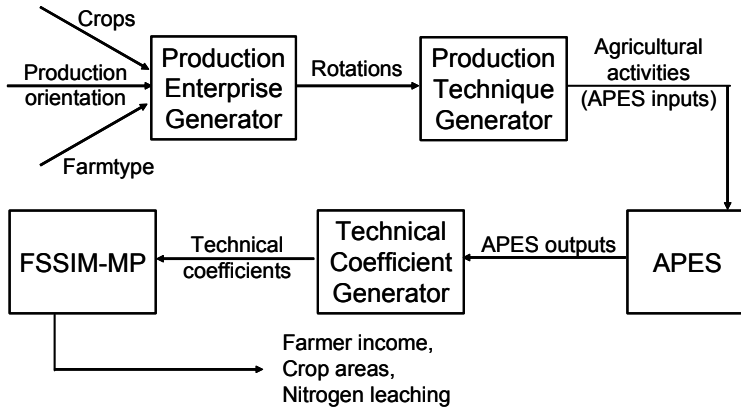 Crops
Production
orientation
Farmtype
Production
Enterprise
Generator
Rotations
Production
Technique
Generator
Agricultural
activities
(APES inputs)
FSSIM-MP
Technical
coefficients
Technical
Coefficient
Generator
APES outputs
APES
Farmer income,
Crop areas,
Nitrogen leaching